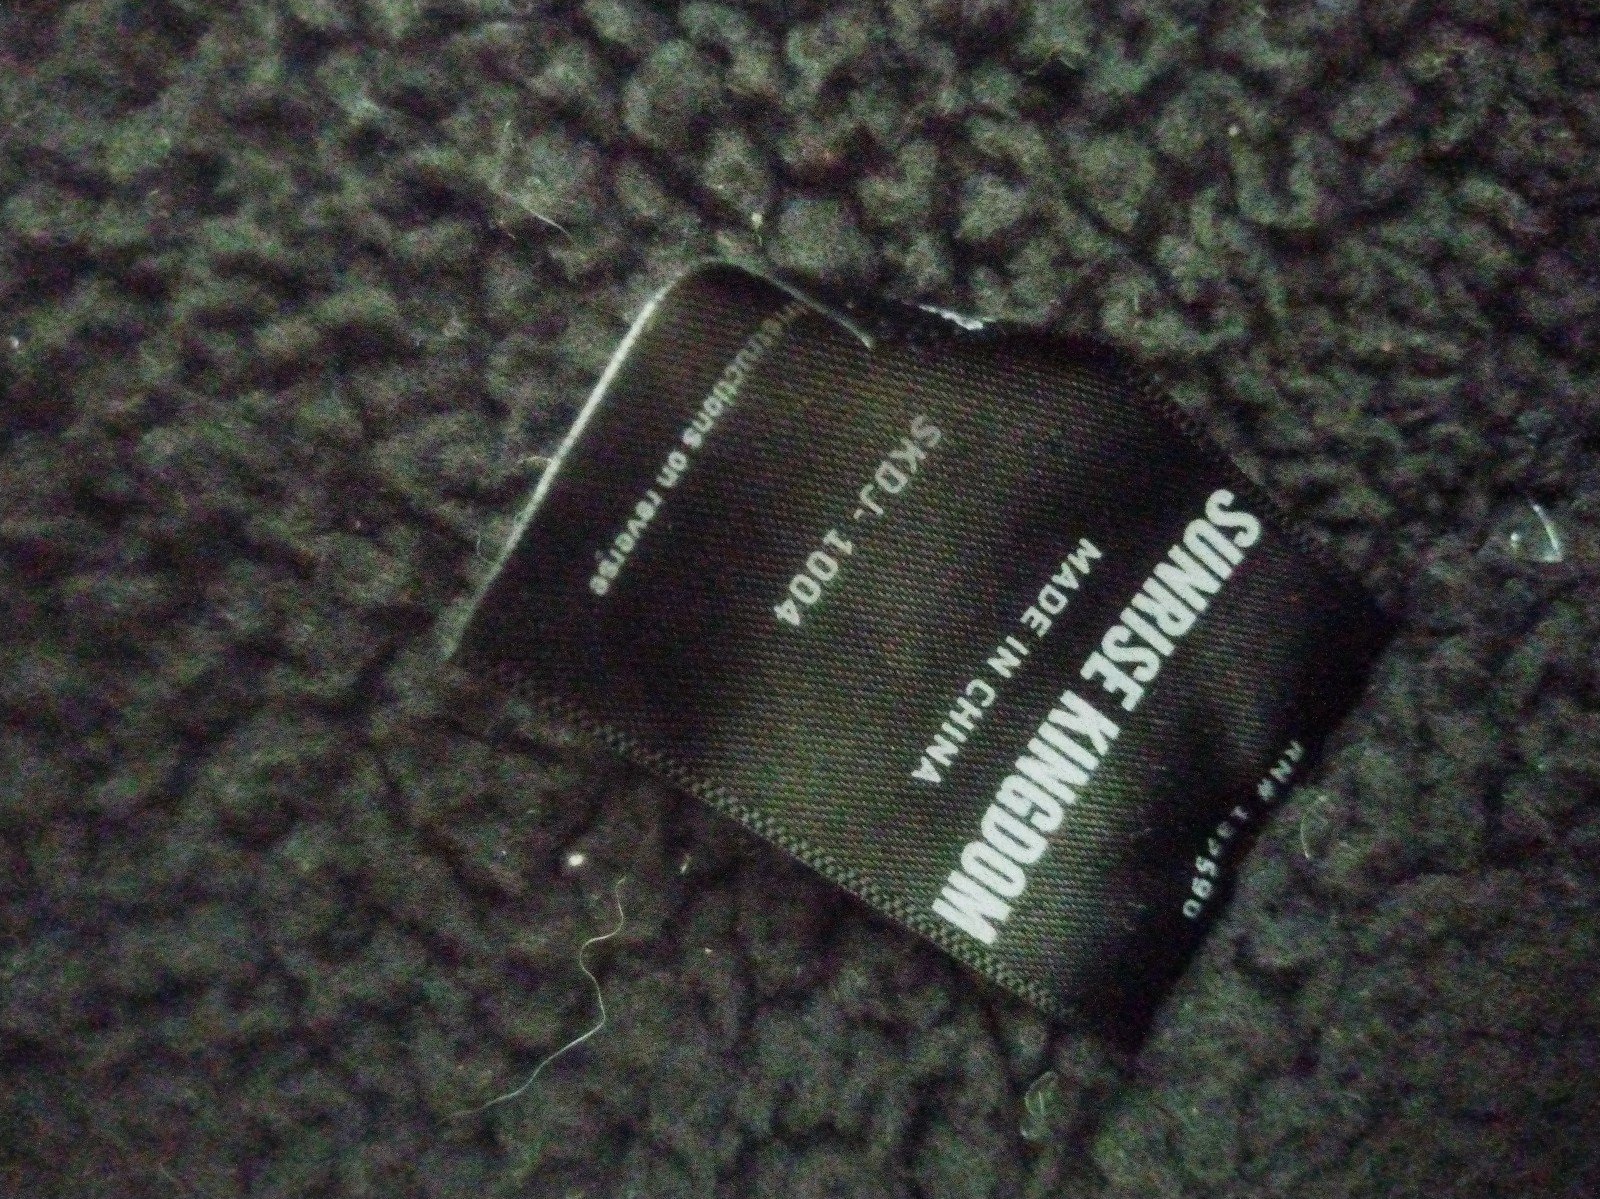 SUNRISE KINGDOM
MADE IN CHINA
SKDJ- 1004
on reverse